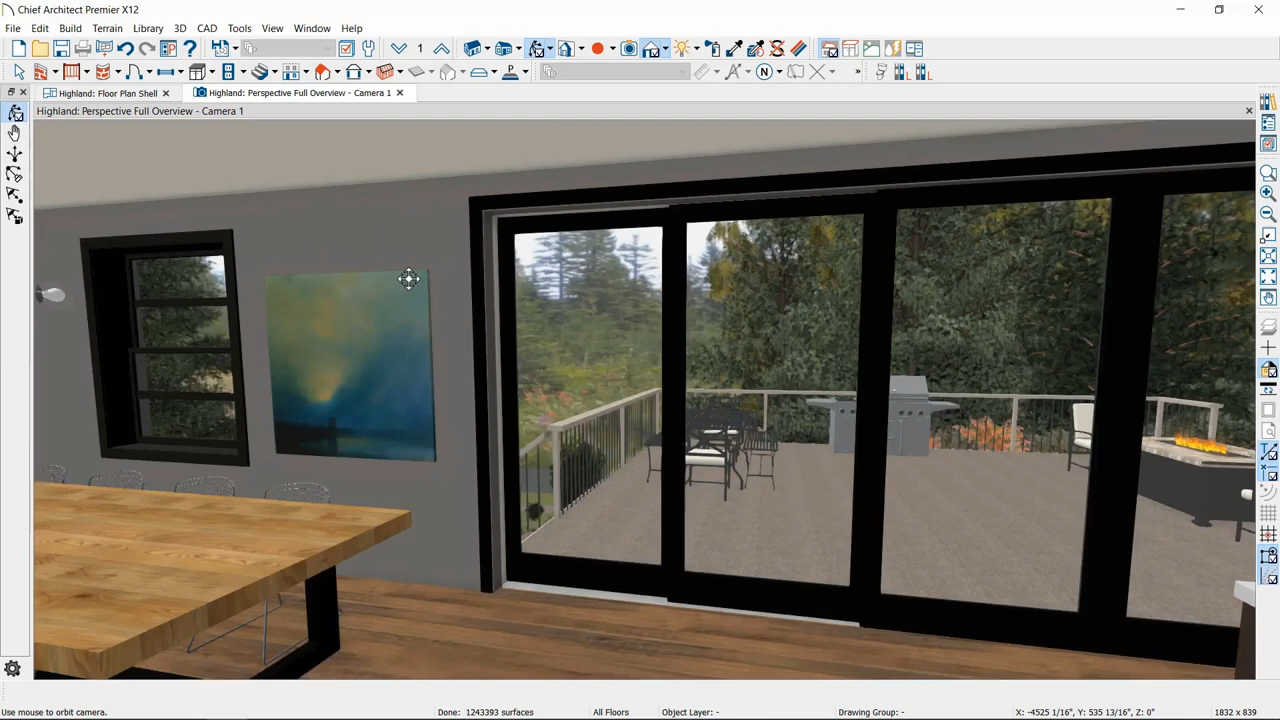 Chief Architect Premier X12
File Edit Build Terrain Library 3D CAD Tools View Window Help
1
Highland: Floor Plan Shell
Highland: Perspective Full Overview - Camera 1
Highland: Perspective Full Overview - Camera 1
Use mouse to orbit camera.
Done: 1243393 surfaces
All Floors
Object Layer: -
Drawing Group: -
X: -4525 1/16", Y: 535 13/16", Z: 0"
1832 x 839